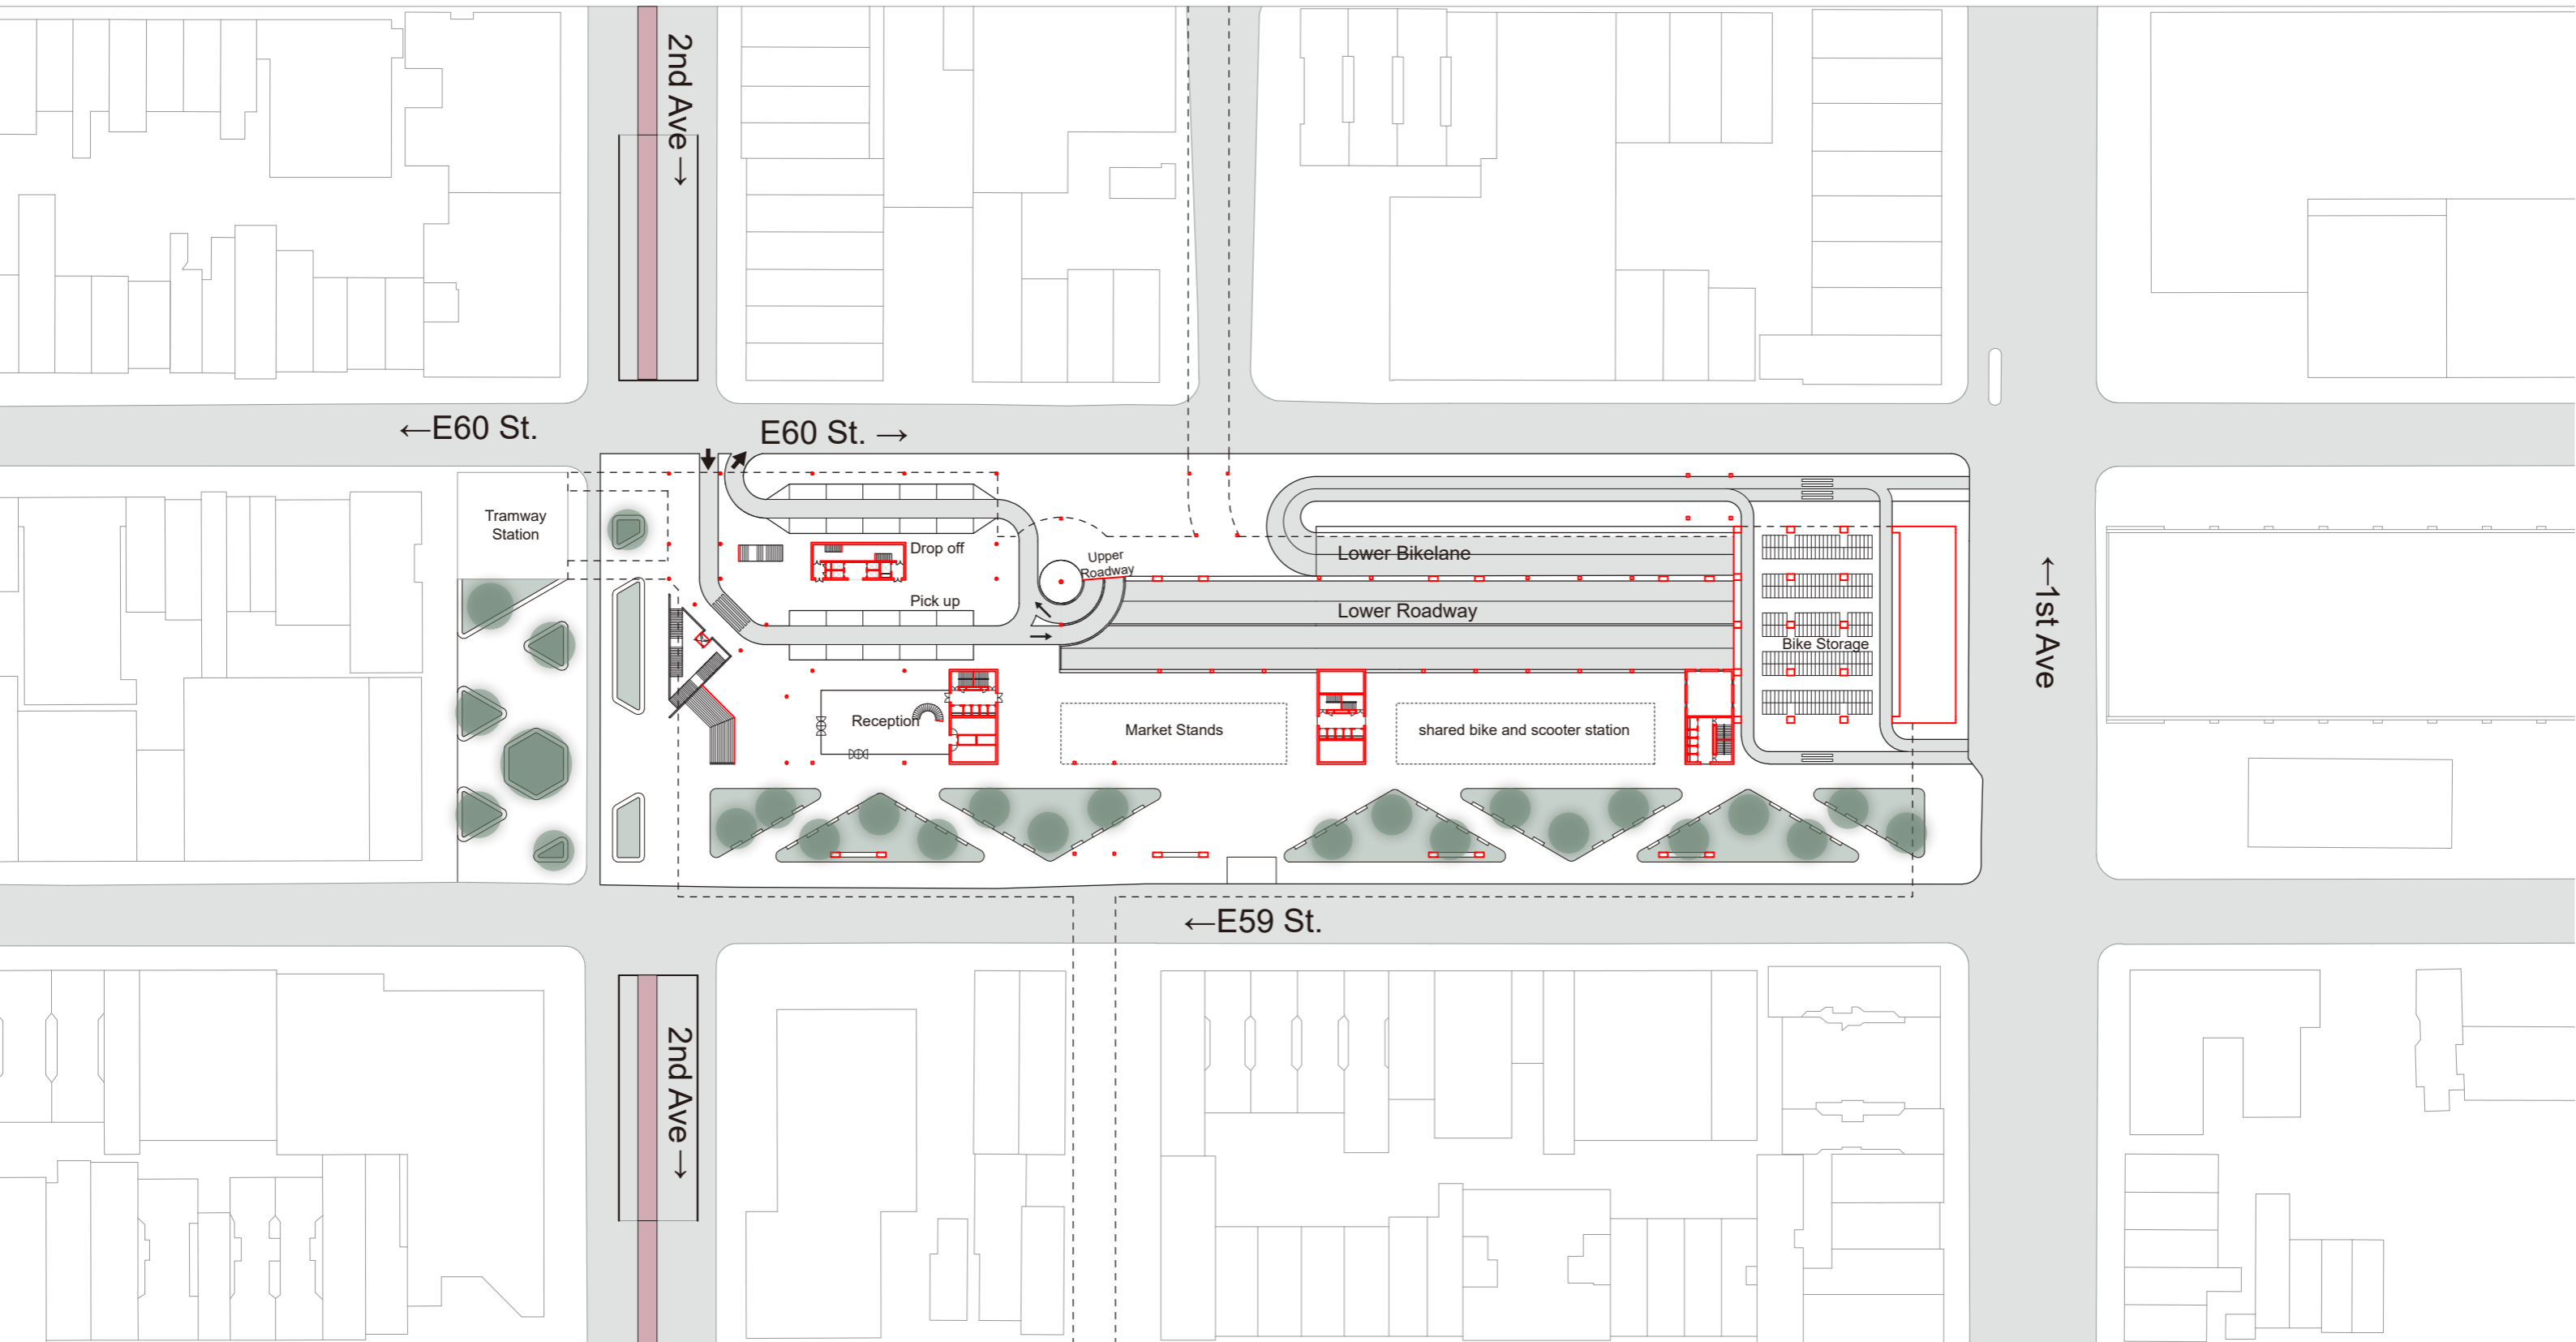 2nd Ave→
←E60 St.
E60 St. →
Tramway
Station
Drop off
Upper
Roadway
Lower Bikelane
Pick up
Lower Roadway
←1st Ave
Bike Storage
Reception
Market Stands
shared bike and scooter station
←E59 St.
2nd Ave→